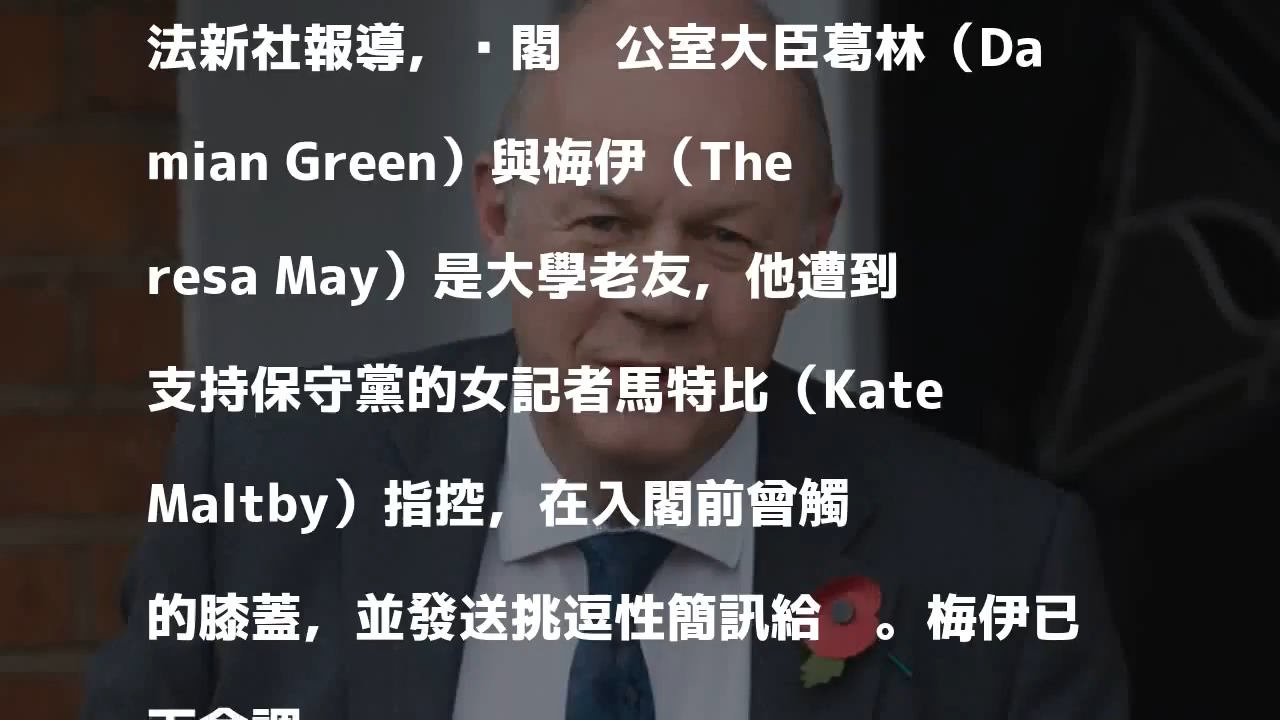 法新社報導，·閣　公室大臣葛林（Da
mian Green）與梅伊（The
resa May）是大學老友，他遭到
支持保守黨的女記者馬特比（Kate
Maltby）指控，在入閣前曾觸
的膝蓋，並發送挑逗性簡訊給　。梅伊已